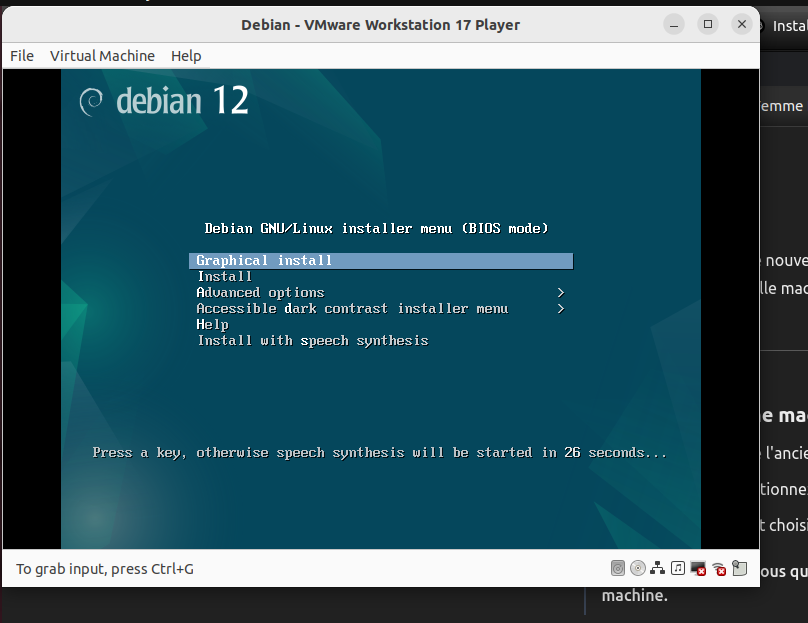 Debian - VMware Workstation 17 Player
Instal
File Virtual Machine Help
debian 12
emme
Debian GNU/Linux installer menu (BIOS mode)
Graphical install
nouve
Install
lle mac
Advanced options >
Accessible dark contrast installer menu >
Help
Install with speech synthesis
e mac
Press a key, otherwise speech synthesis will be started in 26 seconds...
l'ancie
tionnez
t choisi
To grab input, press Ctrl+G
ous qu
machine.